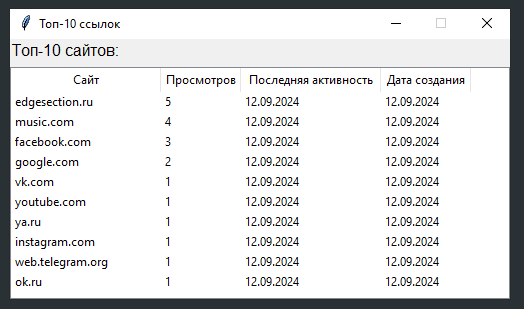 Топ-10 ссылок
Топ-10 сайтов:
Сайт Просмотров Последняя активность Дата создания
edgesection.ru 5 12.09.2024 12.09.2024
music.com 4 12.09.2024 12.09.2024
facebook.com 3 12.09.2024 12.09.2024
google.com 2 12.09.2024 12.09.2024
vk.com 1 12.09.2024 12.09.2024
youtube.com 1 12.09.2024 12.09.2024
ya.ru 1 12.09.2024 12.09.2024
instagram.com 1 12.09.2024 12.09.2024
web.telegram.org 1 12.09.2024 12.09.2024
ok.ru 1 12.09.2024 12.09.2024